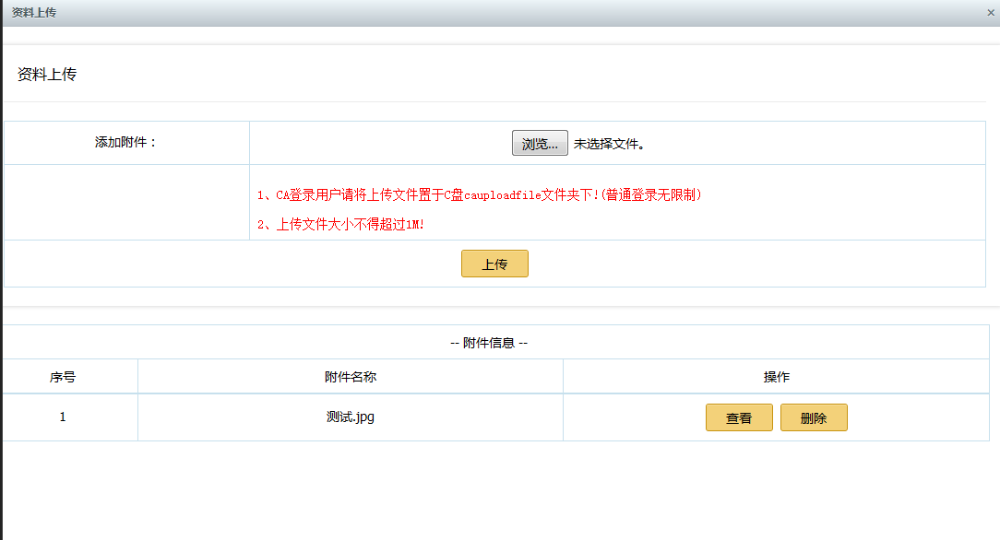 资料上传
×
资料上传
添加附件：
浏览... 未选择文件。
1、CA登录用户请将上传文件置于C盘cauploadfile文件夹下!(普通登录无限制)
2、上传文件大小不得超过1M!
上传
-- 附件信息 --
序号 附件名称 操作
1 测试.jpg 查看 删除